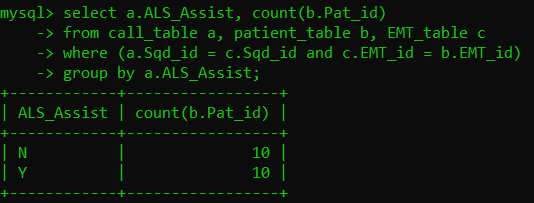 mysql> select a.ALS_Assist, count(b.Pat_id)
    -> from call_table a, patient_table b, EMT_table c
    -> where (a.Sqd_id = c.Sqd_id and c.EMT_id = b.EMT_id)
    -> group by a.ALS_Assist;
+------------+-----------------+
| ALS_Assist | count(b.Pat_id) |
+------------+-----------------+
| N          |              10 |
| Y          |              10 |
+------------+-----------------+